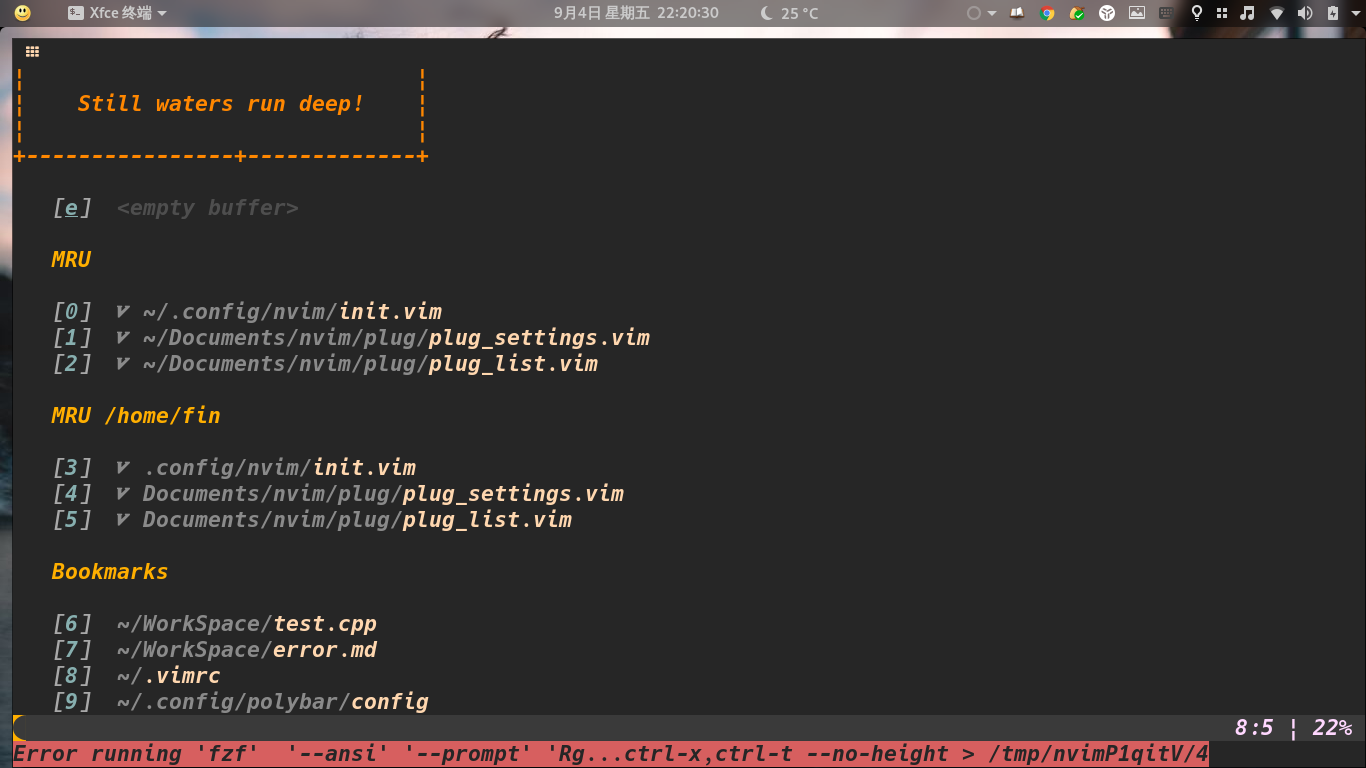 Xfce 终端 9月4日 星期五 22:20:30 25 °C
Still waters run deep!
+----------------+-------------+
[e] <empty buffer>
MRU
[0] ~/.config/nvim/init.vim
[1] ~/Documents/nvim/plug/plug_settings.vim
[2] ~/Documents/nvim/plug/plug_list.vim
MRU /home/fin
[3] .config/nvim/init.vim
[4] Documents/nvim/plug/plug_settings.vim
[5] Documents/nvim/plug/plug_list.vim
Bookmarks
[6] ~/WorkSpace/test.cpp
[7] ~/WorkSpace/error.md
[8] ~/.vimrc
[9] ~/.config/polybar/config
8:5 ¦ 22%
Error running 'fzf'  '--ansi' '--prompt' 'Rg...ctrl-x,ctrl-t --no-height > /tmp/nvimP1qitV/4